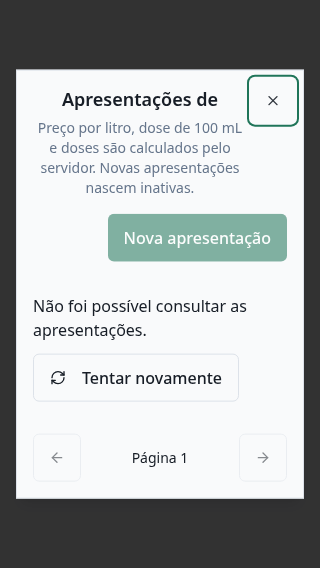 Apresentações de
Preço por litro, dose de 100 mL
e doses são calculados pelo
servidor. Novas apresentações
nascem inativas.
Nova apresentação
Não foi possível consultar as
apresentações.
Tentar novamente
Página 1